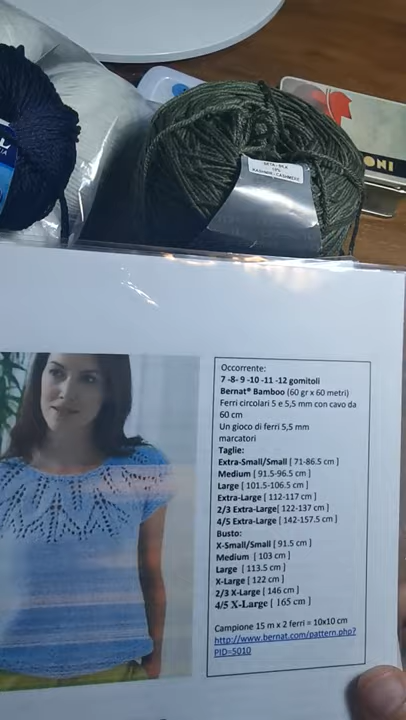 ONI
SETA - SILK
KASHMIR - CASHMERE
Occorrente:
7 -8- 9 -10 -11 -12 gomitoli
Bernat® Bamboo (60 gr x 60 metri)
Ferri circolari 5 e 5,5 mm con cavo da
60 cm
Un gioco di ferri 5,5 mm
marcatori
Taglie:
Extra-Small/Small [ 71-86.5 cm ]
Medium [ 91.5-96.5 cm ]
Large [ 101.5-106.5 cm ]
Extra-Large [ 112-117 cm ]
2/3 Extra-Large[ 122-137 cm ]
4/5 Extra-Large [ 142-157.5 cm ]
Busto:
X-Small/Small [ 91.5 cm ]
Medium [ 103 cm ]
Large [ 113.5 cm ]
X-Large [ 122 cm ]
2/3 X-Large [ 146 cm ]
4/5 X-Large [ 165 cm ]
Campione 15 m x 2 ferri = 10x10 cm
http://www.bernat.com/pattern.php?
PID=5010